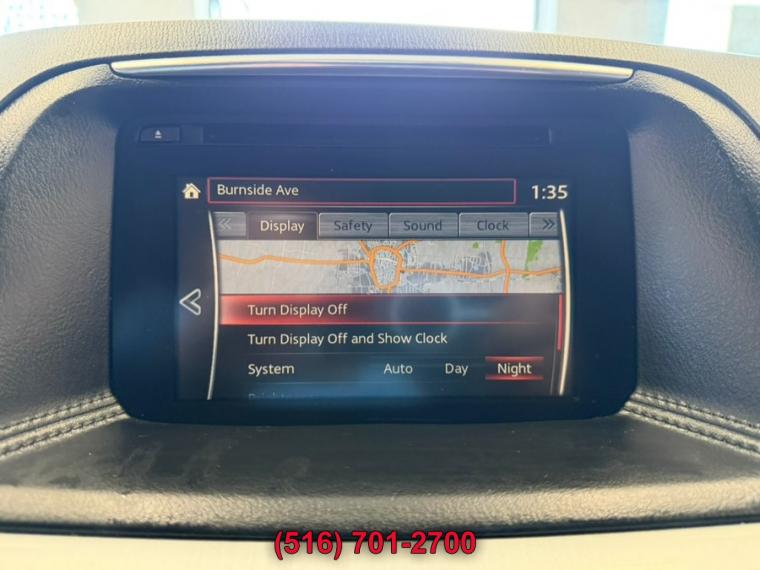 Burnside Ave 1:35
Display Safety Sound Clock
Turn Display Off
Turn Display Off and Show Clock
System Auto Day Night
(516) 701-2700